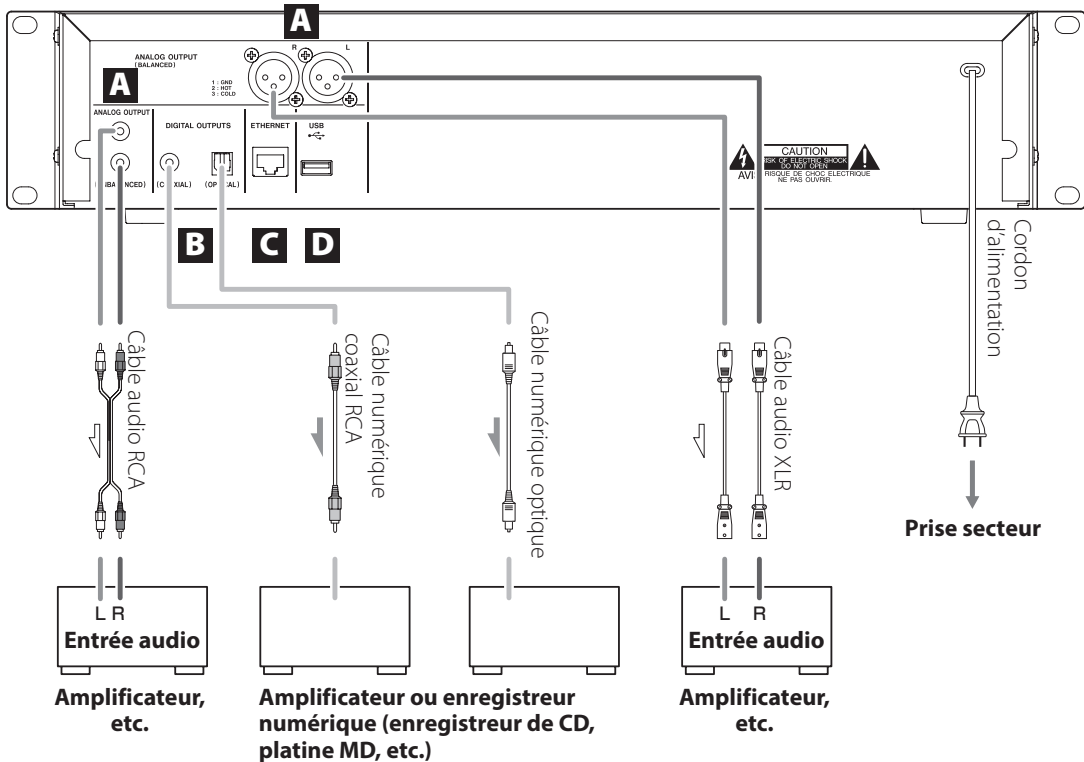 A
R L
ANALOG OUTPUT
(BALANCED)
1 : GND
2 : HOT
3 : COLD
A
ANALOG OUTPUT
DIGITAL OUTPUTS
ETHERNET
USB
(COAXIAL)
CAUTION
RISK OF ELECTRIC SHOCK
DO NOT OPEN
AVIS RISQUE DE CHOC ELECTRIQUE
NE PAS OUVRIR.
B
C
D
Câble audio RCA
Câble numérique
coaxial RCA
Câble numérique optique
Câble audio XLR
Cordon
d'alimentation
Prise secteur
L R
Entrée audio
L R
Entrée audio
Amplificateur,
etc.
Amplificateur ou enregistreur
numérique (enregistreur de CD,
platine MD, etc.)
Amplificateur,
etc.